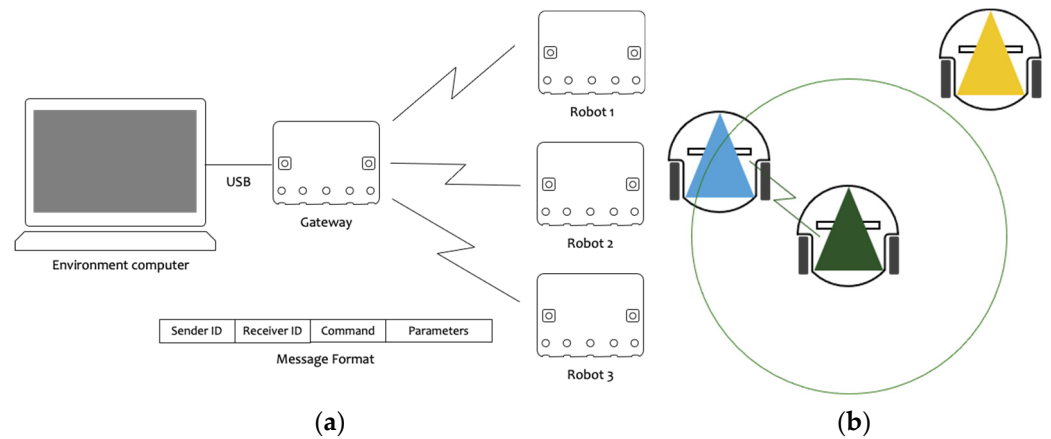 Robot 1
USB
Gateway
Robot 2
Environment computer
Sender ID Receiver ID Command Parameters
Message Format
Robot 3
(a) (b)